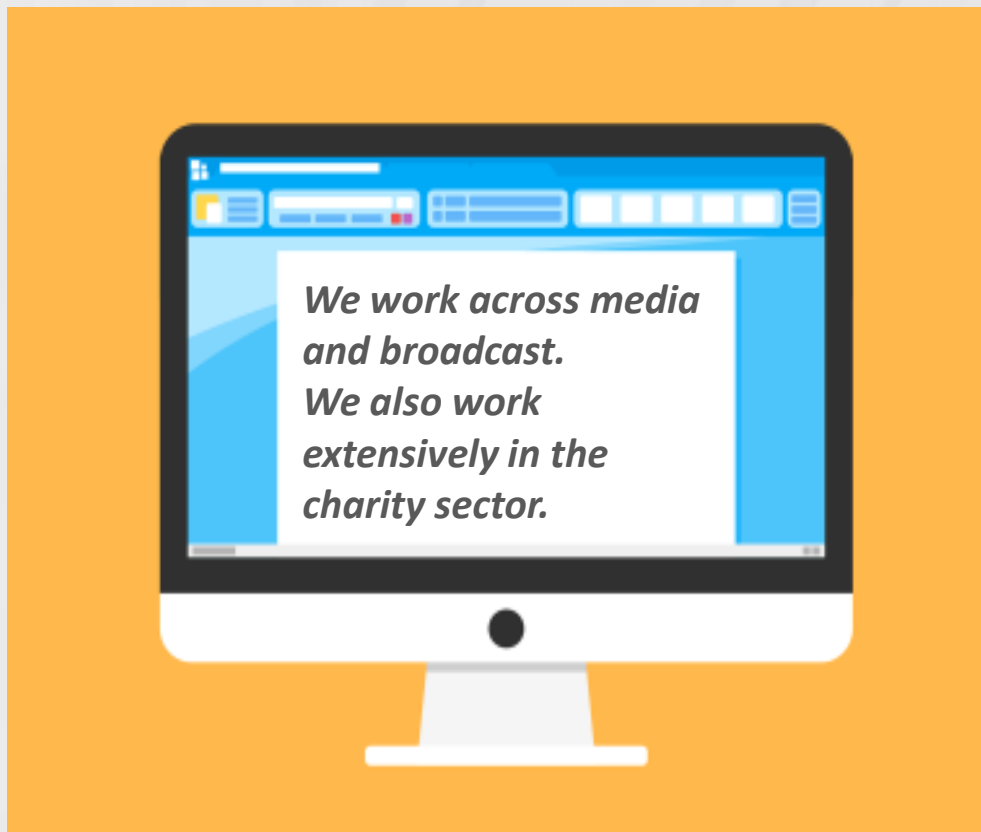 We work across media
and broadcast.
We also work
extensively in the
charity sector.